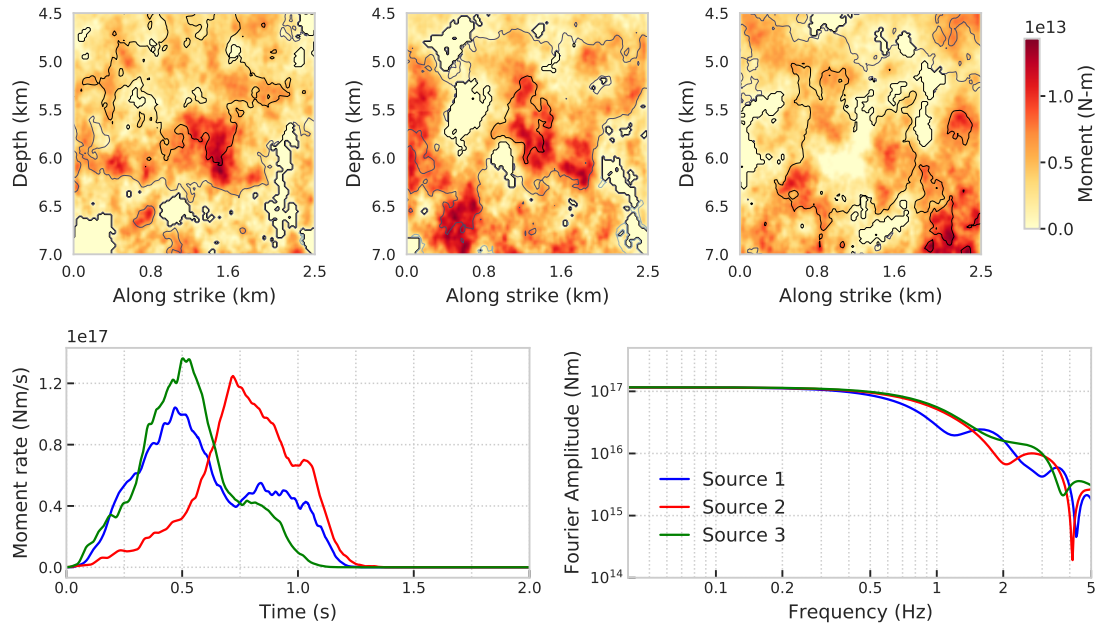 4.5 4.5 4.5 1e13
5.0 5.0 5.0
5.5 5.5 5.5 1.0
6.0 6.0 6.0 0.5
6.5 6.5 6.5
7.0 7.0 7.0 0.0
Depth (km) Depth (km) Depth (km) Moment (N-m)
0.0 0.8 1.6 2.5 0.0 0.8 1.6 2.5 0.0 0.8 1.6 2.5
Along strike (km) Along strike (km) Along strike (km)
1e17
1.2
0.8
0.4
0.0
Moment rate (Nm/s)
0.0 0.5 1.0 1.5 2.0
Time (s)
10^17
10^16
10^15
10^14
Fourier Amplitude (Nm)
Source 1
Source 2
Source 3
0.1 0.2 0.5 1 2 5
Frequency (Hz)